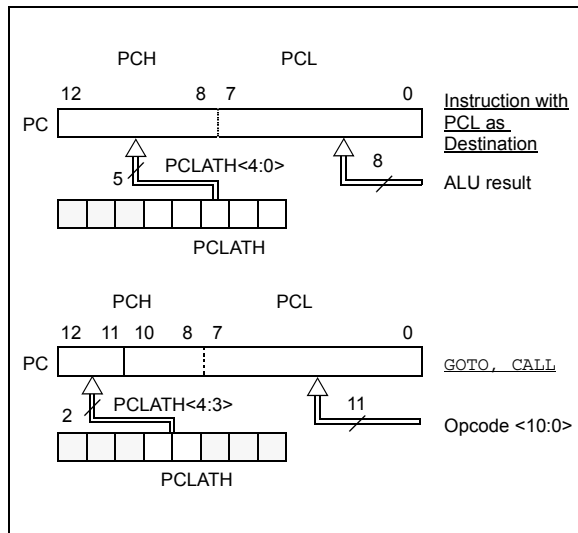 PCH PCL
12 8 7 0
PC
Instruction with
PCL as
Destination
5
PCLATH<4:0>
8
ALU result
PCLATH
PCH PCL
12 11 10 8 7 0
PC
GOTO, CALL
2
PCLATH<4:3>
11
Opcode <10:0>
PCLATH